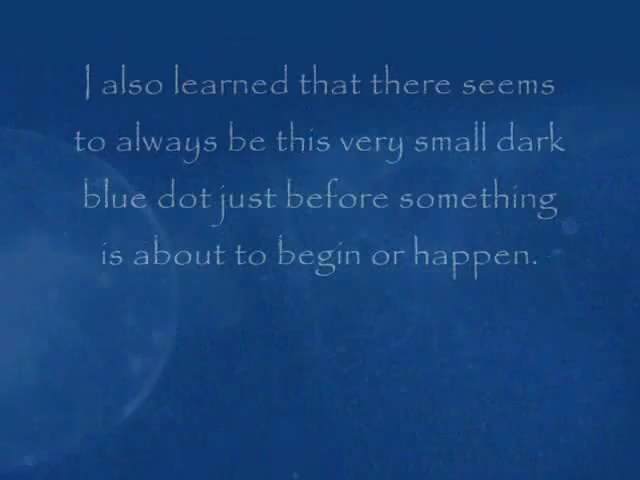 I also learned that there seems
to always be this very small dark
blue dot just before something
is about to begin or happen.